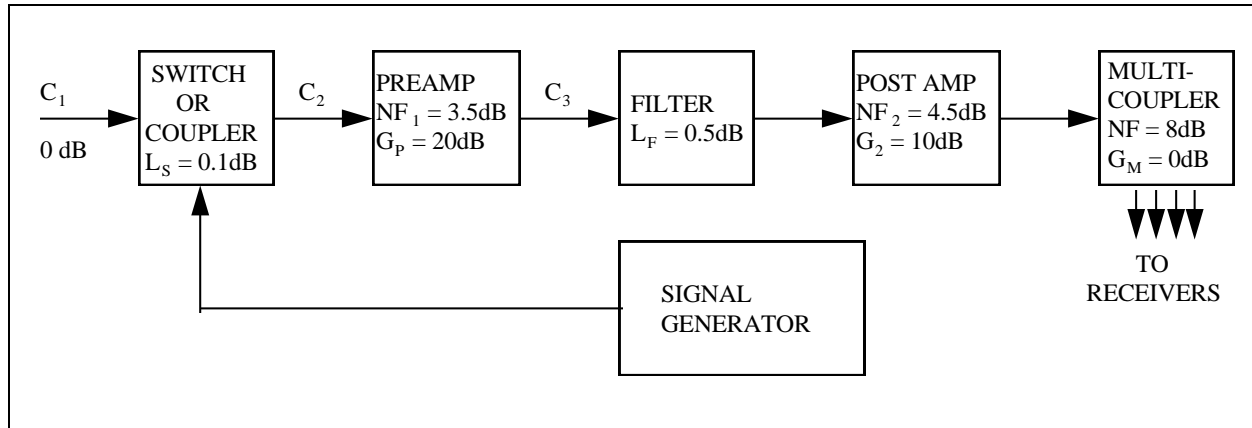 C1
0 dB
SWITCH
OR
COUPLER
LS = 0.1dB
C2
PREAMP
NF1 = 3.5dB
GP = 20dB
C3
FILTER
LF = 0.5dB
POST AMP
NF2 = 4.5dB
G2 = 10dB
MULTI-
COUPLER
NF = 8dB
GM = 0dB
TO
RECEIVERS
SIGNAL
GENERATOR